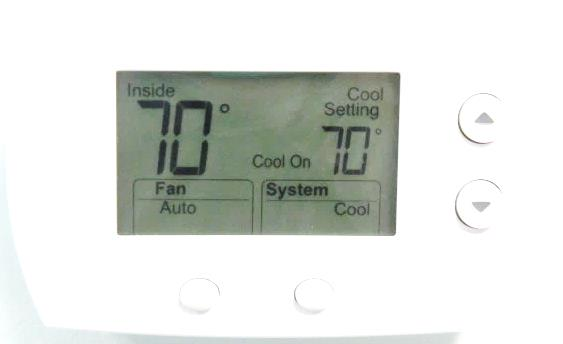 Inside
70°
Cool
Setting
Cool On 70°
Fan
Auto
System
Cool